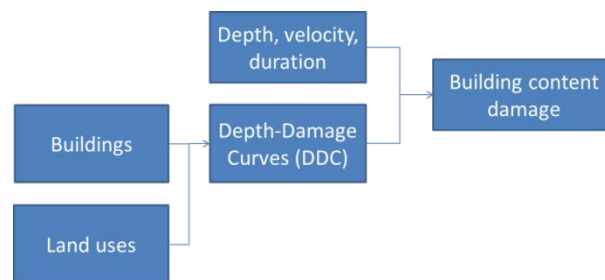 Depth, velocity,
duration
Building content
damage
Buildings
Depth-Damage
Curves (DDC)
Land uses